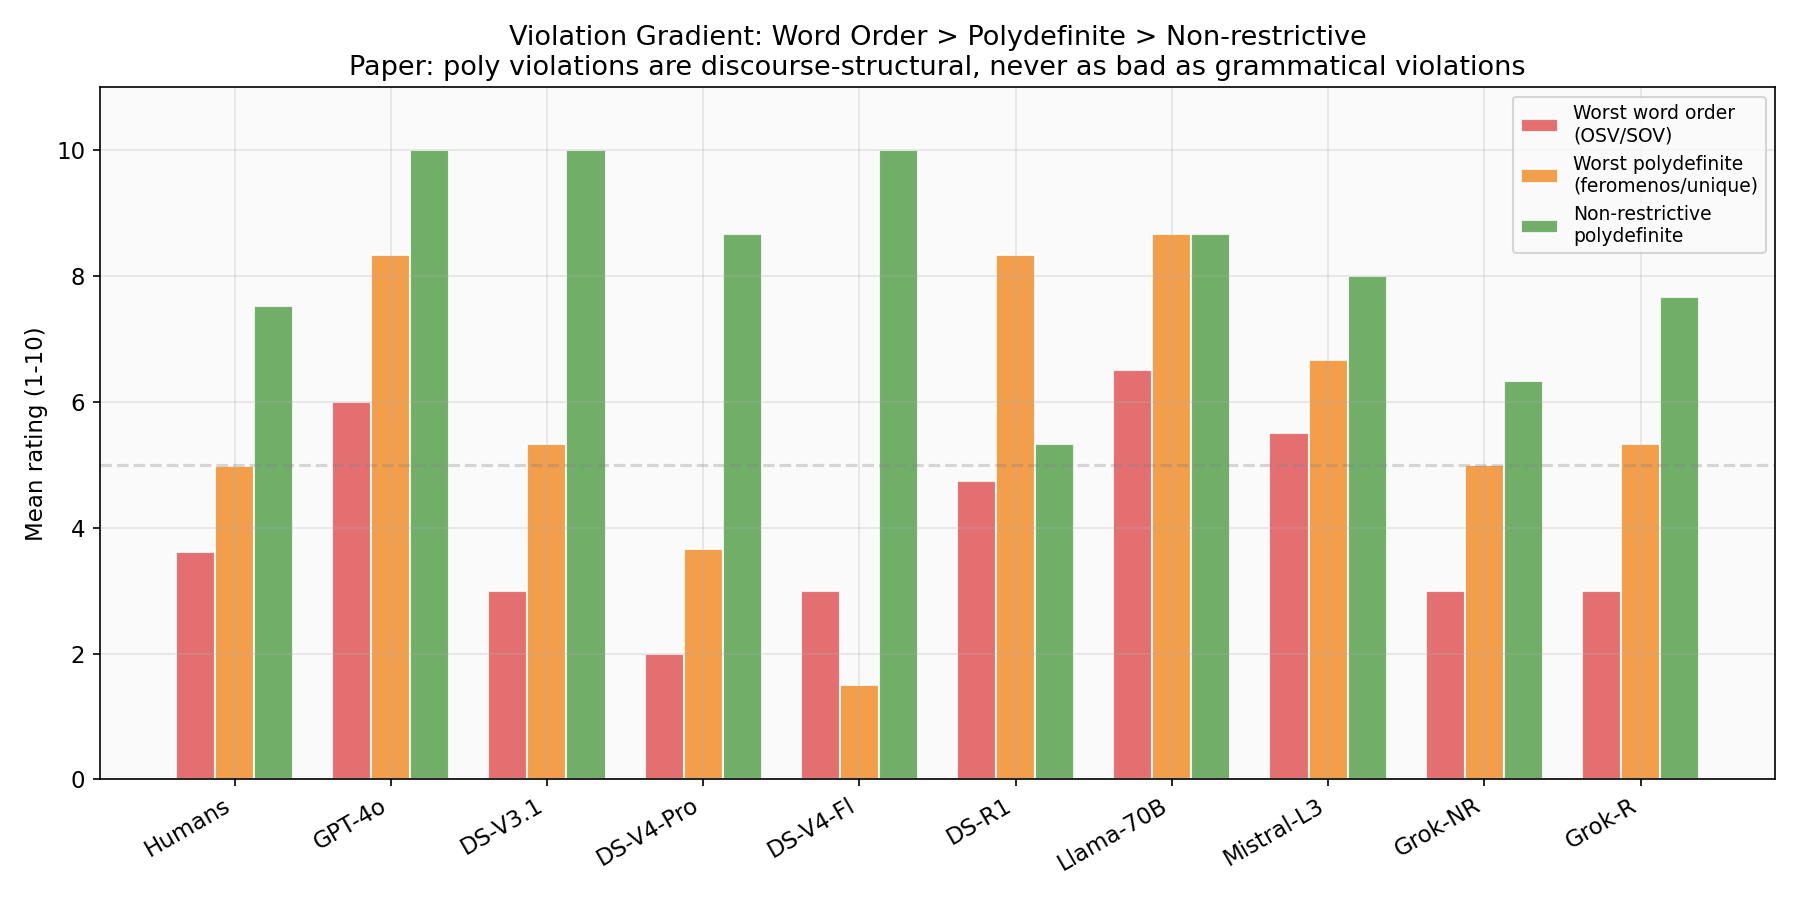 Violation Gradient: Word Order > Polydefinite > Non-restrictive
Paper: poly violations are discourse-structural, never as bad as grammatical violations
Worst word order
(OSV/SOV)
Worst polydefinite
(feromenos/unique)
Non-restrictive
polydefinite
Mean rating (1-10)
10
8
6
4
2
0
Humans
GPT-4o
DS-V3.1
DS-V4-Pro
DS-V4-Fl
DS-R1
Llama-70B
Mistral-L3
Grok-NR
Grok-R